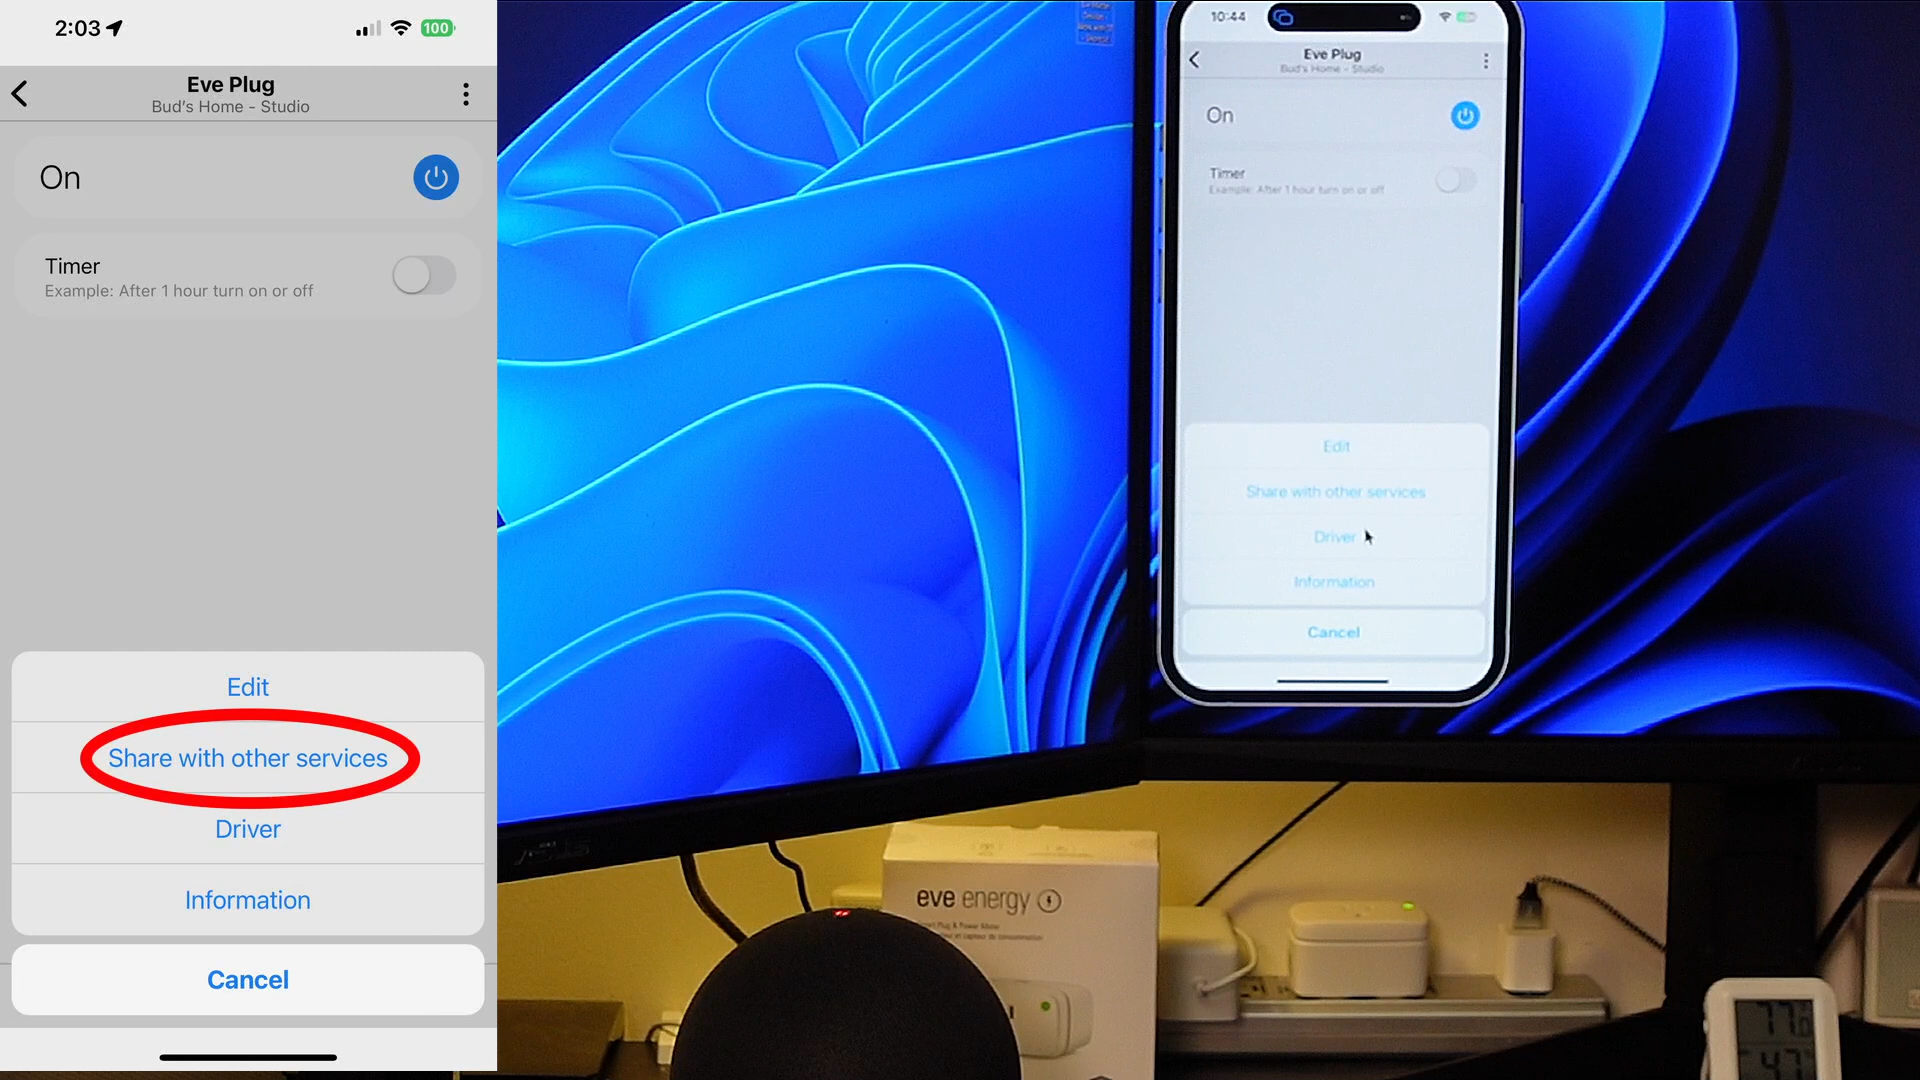 2:03
100
Eve Plug
Bud's Home - Studio
On
Timer
Example: After 1 hour turn on or off
Edit
Share with other services
Driver
Information
Cancel
10:44
Eve Plug
Bud's Home - Studio
On
Timer
Example: After 1 hour turn on or off
Edit
Share with other services
Driver
Information
Cancel
eve energy